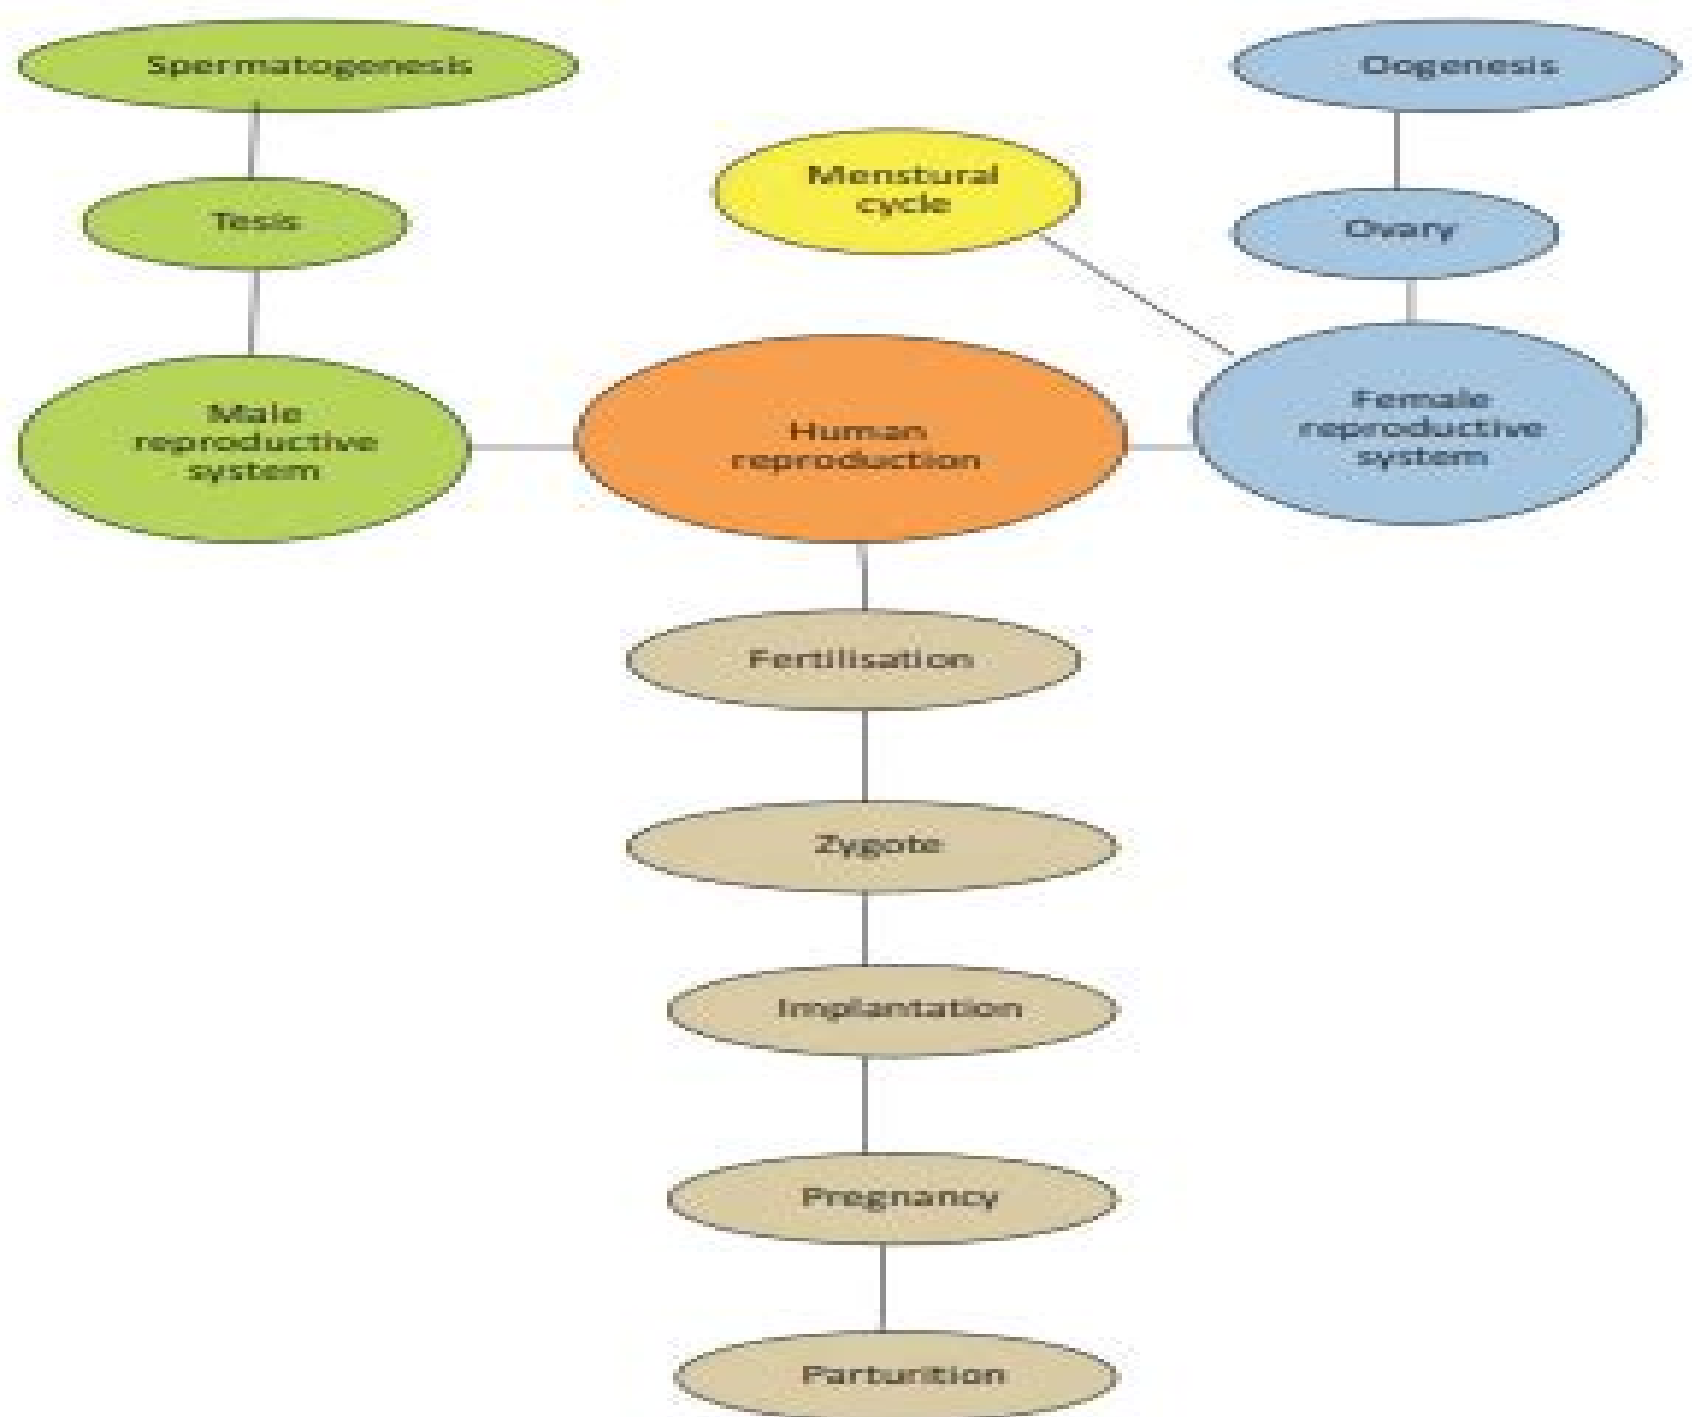 Spermatogenesis
Oogenesis
Menstural
cycle
Tesis
Ovary
Male
reproductive
system
Human
reproduction
Female
reproductive
system
Fertilisation
Zygote
Implantation
Pregnancy
Parturition